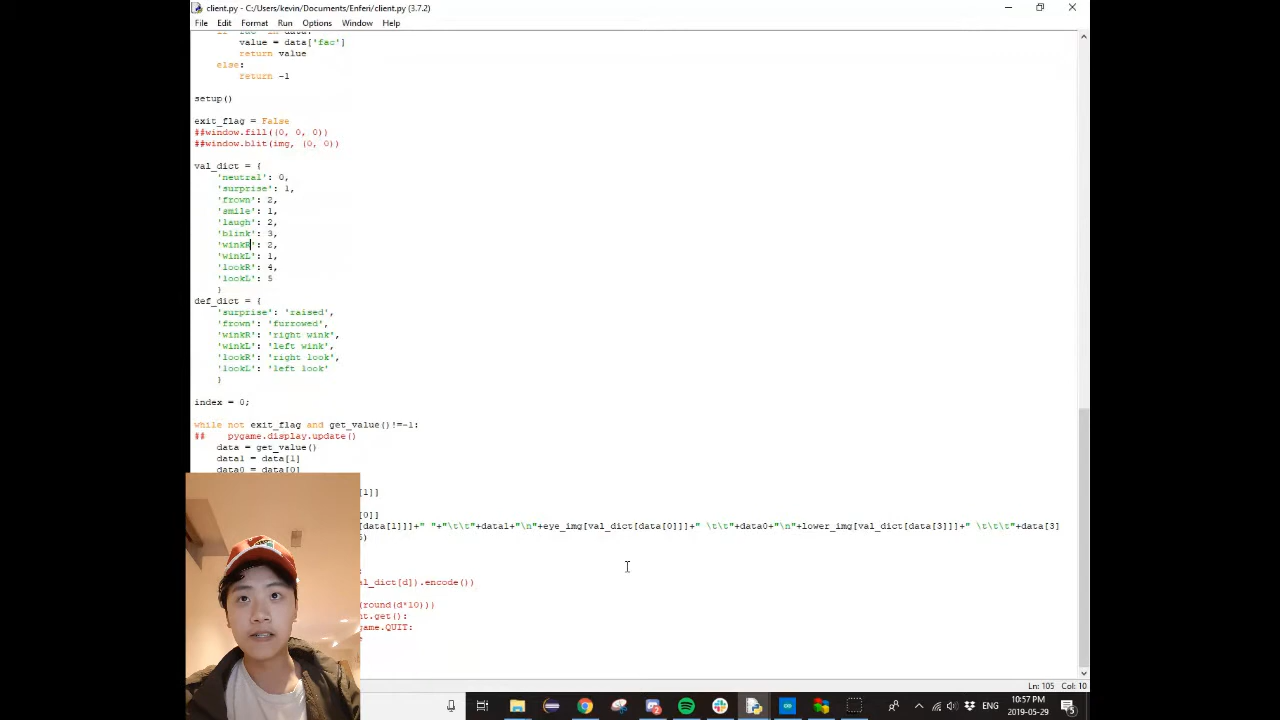 client.py - C:/Users/kevin/Documents/Enferi/client.py (3.7.2)
File Edit Format Run Options Window Help
value = data['fac']
return value
else:
return -1
setup()
exit_flag = False
##window.fill((0, 0, 0))
##window.blit(img, (0, 0))
val_dict = {
'neutral': 0,
'surprise': 1,
'frown': 2,
'smile': 1,
'laugh': 2,
'blink': 3,
'winkR': 2,
'winkL': 1,
'lookR': 4,
'lookL': 5
}
def_dict = {
'surprise': 'raised',
'frown': 'furrowed',
'winkR': 'right wink',
'winkL': 'left wink',
'lookR': 'right look',
'lookL': 'left look'
}
index = 0;
while not exit_flag and get_value()!=-1:
## pygame.display.update()
data = get_value()
data1 = data[1]
data0 = data[0]
[1]]
[0]]
[data[1]]]+" "+"\t\t"+data1+"\n"+eye_img[val_dict[data[0]]]+" \t\t"+data0+"\n"+lower_img[val_dict[data[3]]]+" \t\t\t"+data[3]
)
:
al_dict[d]).encode())
(round(d*10)))
nt.get():
game.QUIT:
Ln: 105 Col: 10
ENG
10:57 PM
2019-05-29